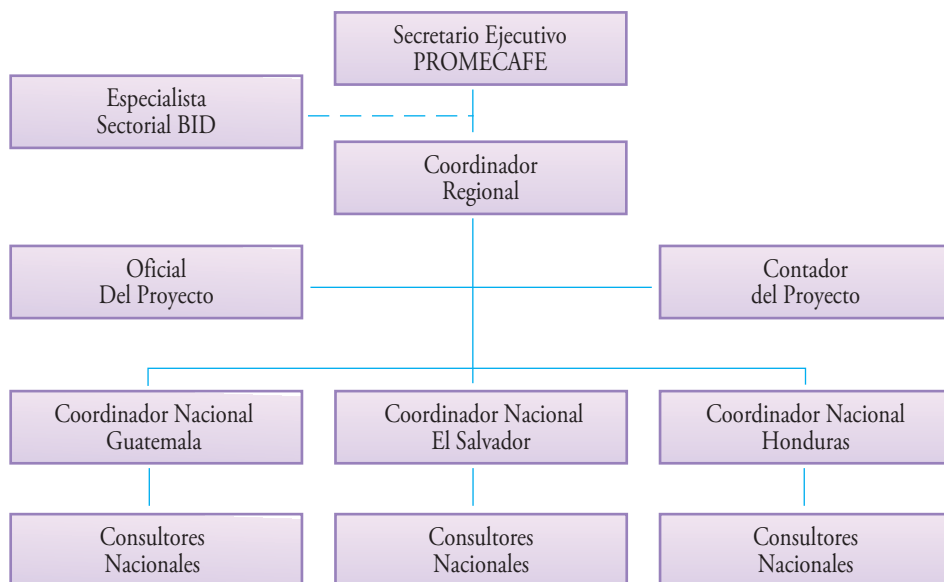 Secretario Ejecutivo
PROMECAFE
Especialista
Sectorial BID
Coordinador
Regional
Oficial
Del Proyecto
Contador
del Proyecto
Coordinador Nacional
Guatemala
Coordinador Nacional
El Salvador
Coordinador Nacional
Honduras
Consultores
Nacionales
Consultores
Nacionales
Consultores
Nacionales